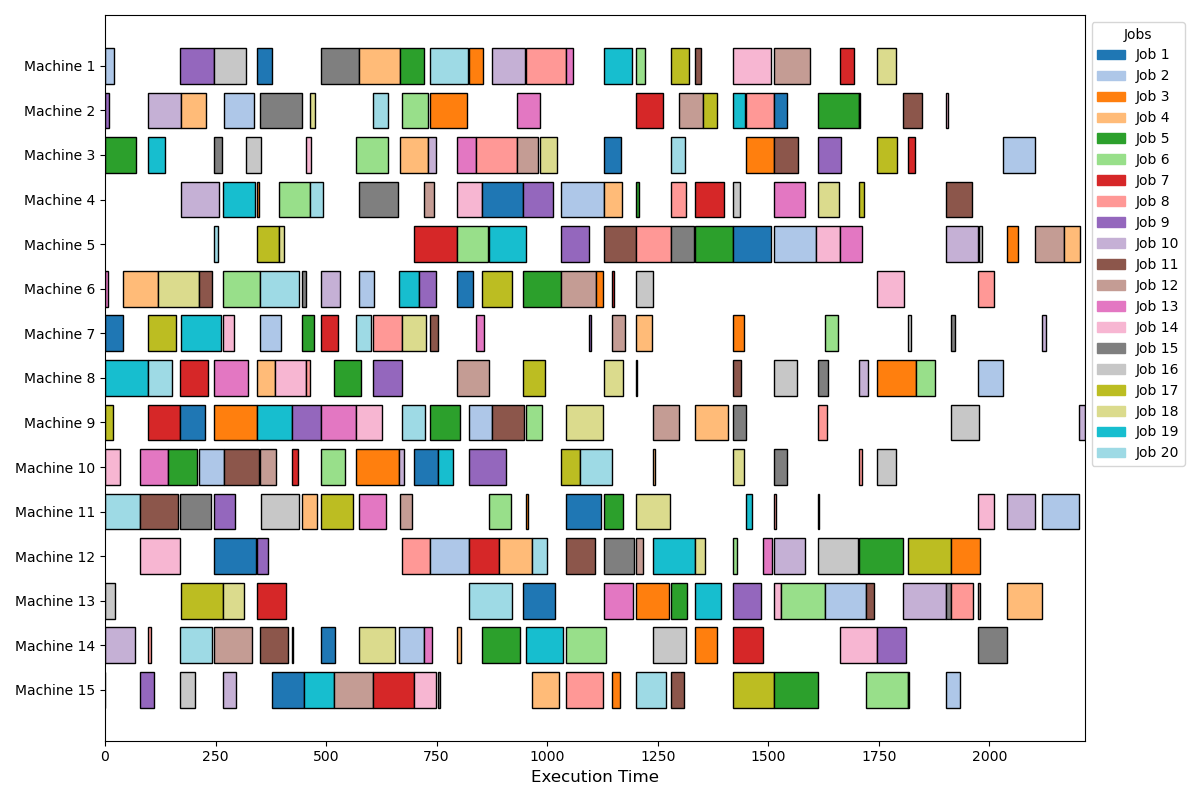 Machine 1
Machine 2
Machine 3
Machine 4
Machine 5
Machine 6
Machine 7
Machine 8
Machine 9
Machine 10
Machine 11
Machine 12
Machine 13
Machine 14
Machine 15
0 250 500 750 1000 1250 1500 1750 2000
Execution Time
Jobs
Job 1
Job 2
Job 3
Job 4
Job 5
Job 6
Job 7
Job 8
Job 9
Job 10
Job 11
Job 12
Job 13
Job 14
Job 15
Job 16
Job 17
Job 18
Job 19
Job 20